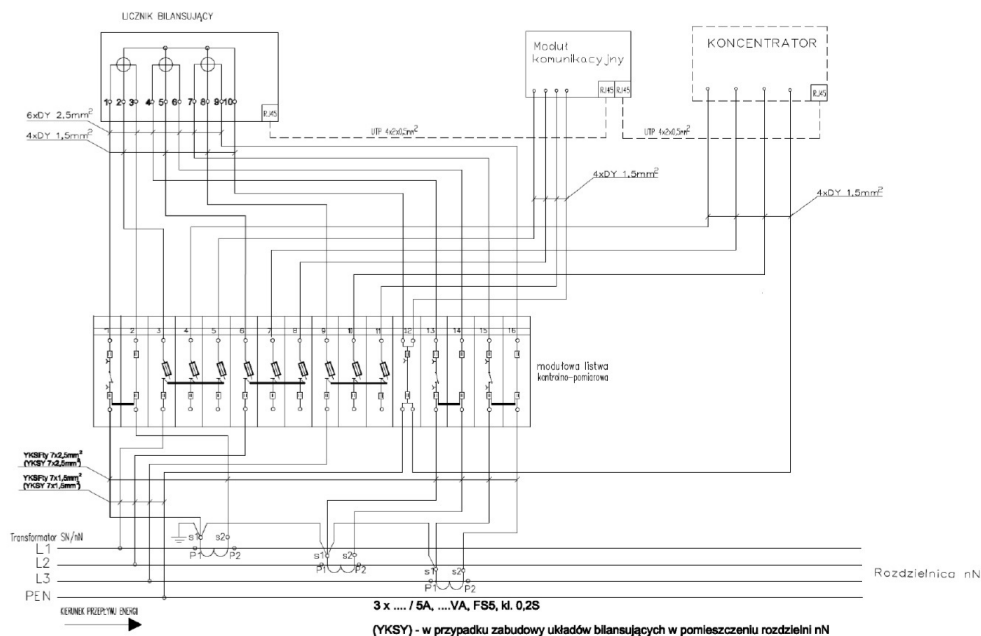 LICZNIK BILANSUJĄCY
Moduł
komunikacyjny
KONCENTRATOR
1 2 3 4 5 6 7 8 9 10
RJ45
RJ45 RJ45
RJ45
6xDY 2,5mm²
4xDY 1,5mm²
UTP 4x2x0,5mm²
UTP 4x2x0,5mm²
4xDY 1,5mm²
4xDY 1,5mm²
1 2 3 4 5 6 7 8 9 10 11 12 13 14 15 16
modułowa listwa
kontrolno-pomiarowa
YKSFty 7x2,5mm²
(YKSY 7x2,5mm²)
YKSFty 7x1,5mm²
(YKSY 7x1,5mm²)
Transformator SN/nN
s1 s2
L1
P1 P2
s1 s2
L2
P1 P2
s1 s2
L3
P1 P2
PEN
Rozdzielnica nN
KIERUNEK PRZEPŁYWU ENERGII
3 x .... / 5A, ....VA, FS5, kl. 0,2S
(YKSY) - w przypadku zabudowy układów bilansujących w pomieszczeniu rozdzielni nN